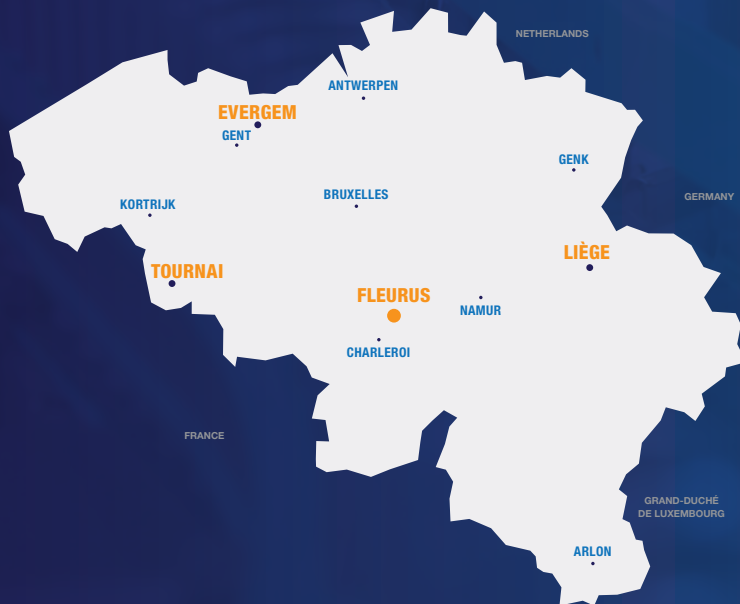 NETHERLANDS
ANTWERPEN
EVERGEM
GENT
GENK
BRUXELLES
GERMANY
KORTRIJK
LIÈGE
TOURNAI
FLEURUS
NAMUR
CHARLEROI
FRANCE
GRAND-DUCHÉ
DE LUXEMBOURG
ARLON